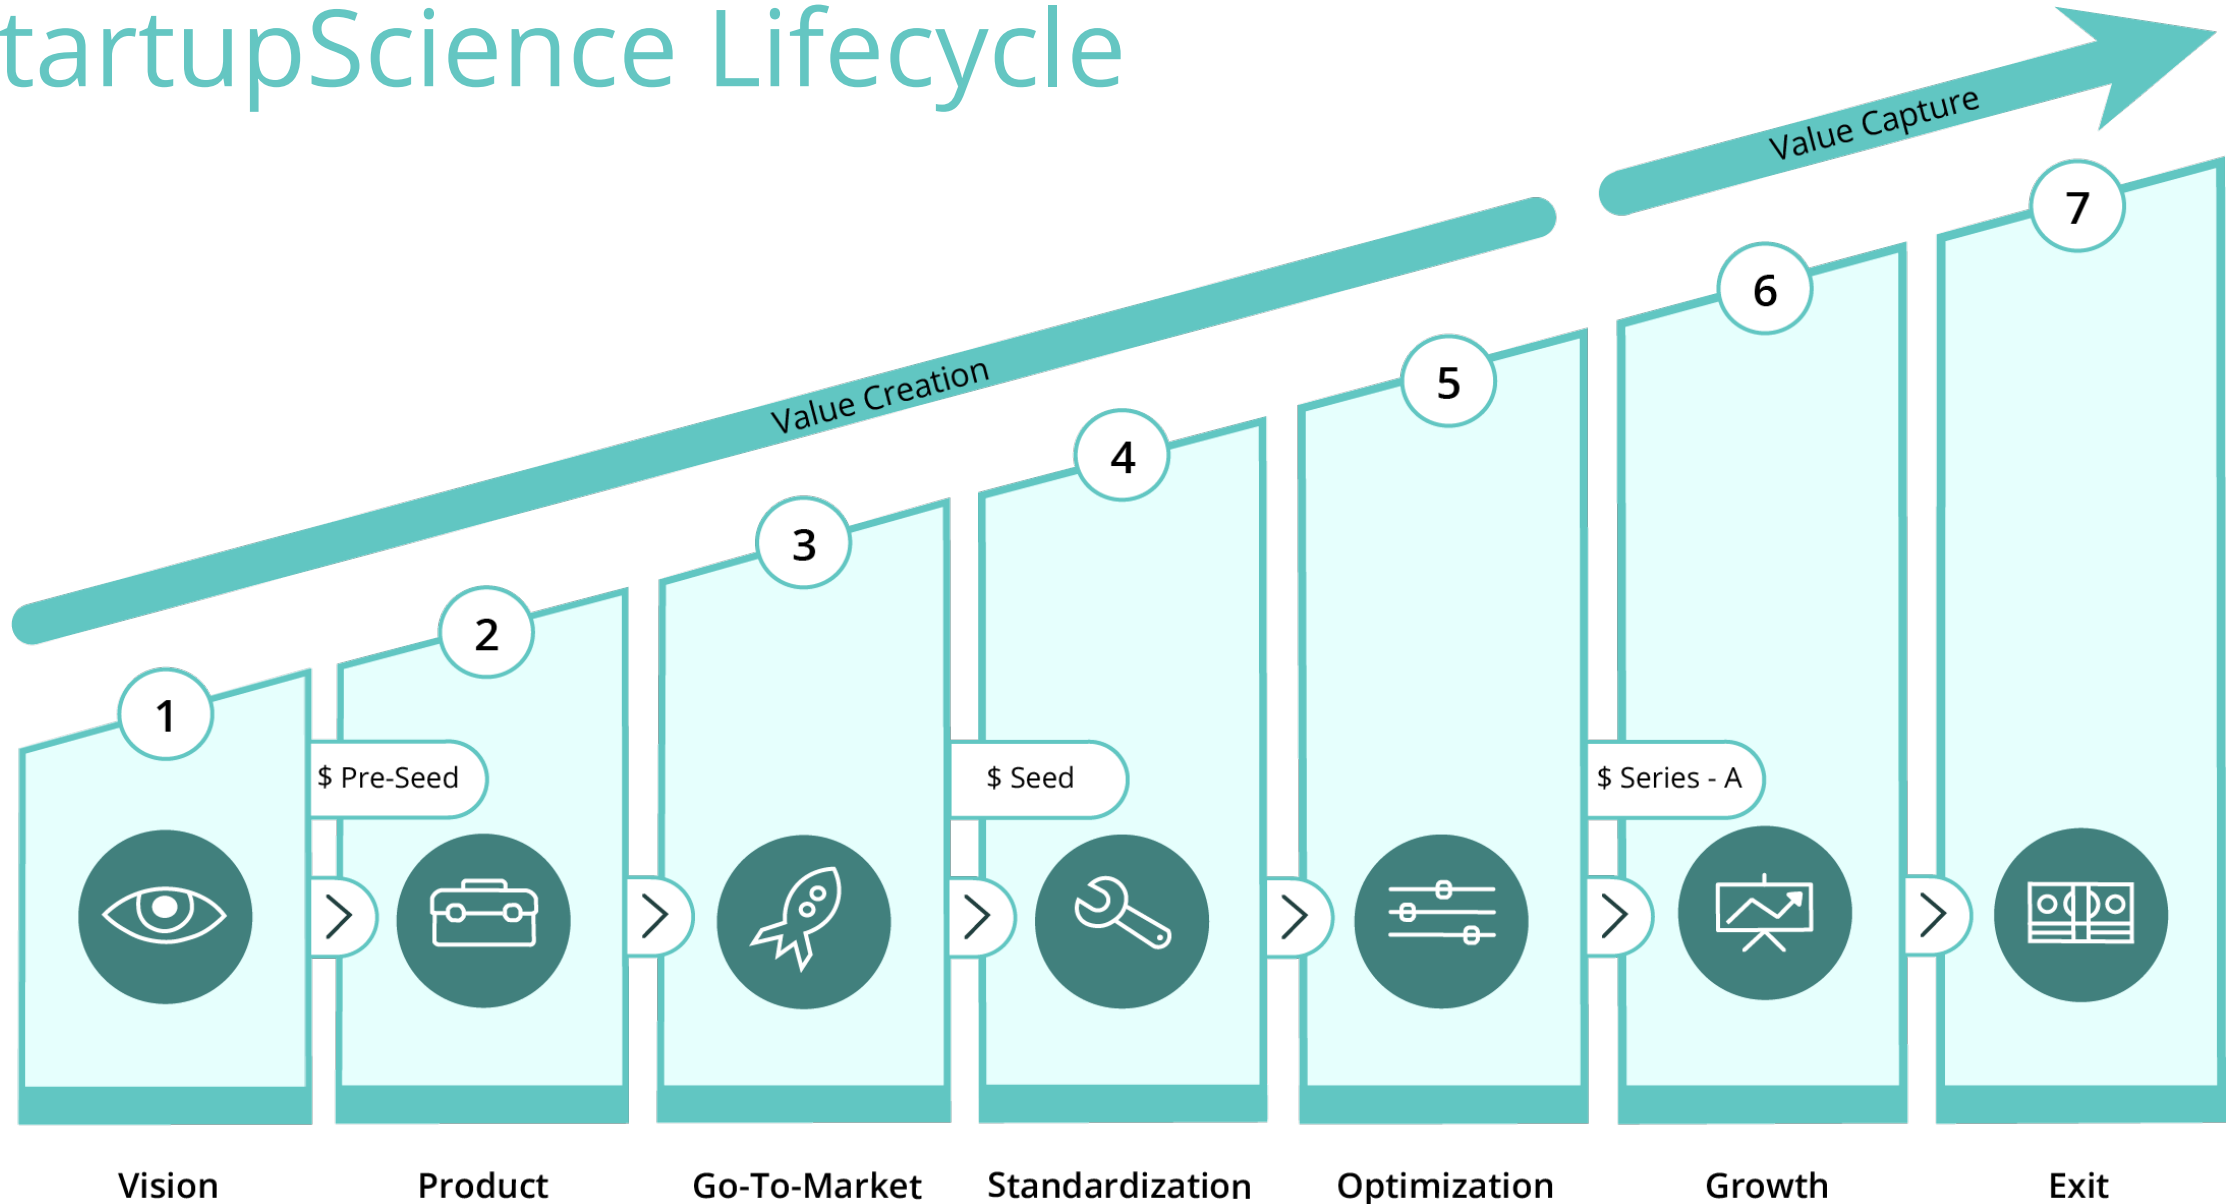 tartupScience Lifecycle
Value Capture
Value Creation
1
2
3
4
5
6
7
$ Pre-Seed
$ Seed
$ Series - A
Vision
Product
Go-To-Market
Standardization
Optimization
Growth
Exit